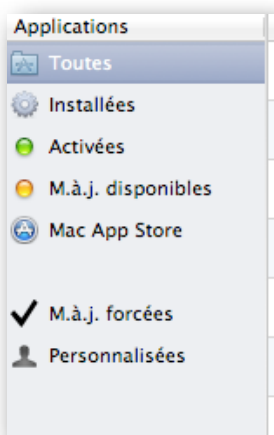 Applications
Toutes
Installées
Activées
M.à.j. disponibles
Mac App Store
M.à.j. forcées
Personnalisées